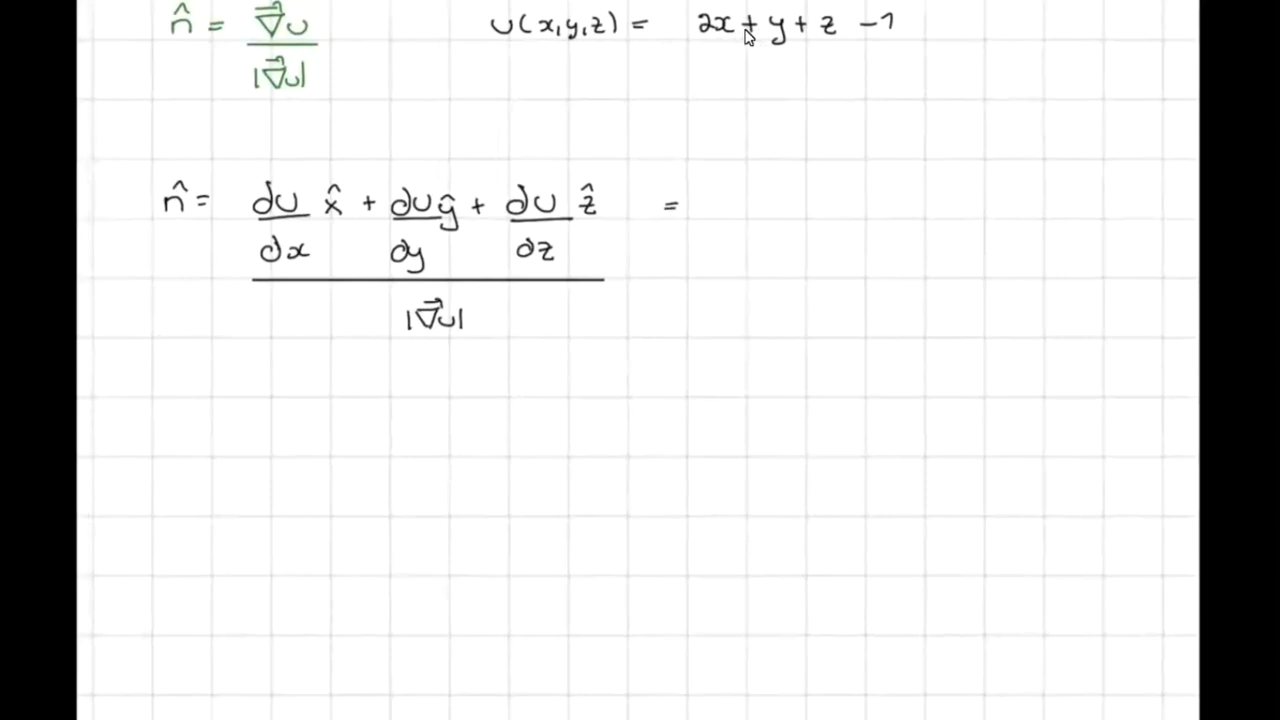 n̂ = ∇⃗U / |∇⃗U|   U(x,y,z) = 2x + y + z -1
n̂ = (∂U/∂x x̂ + ∂U/∂y ŷ + ∂U/∂z ẑ) / |∇⃗U| =